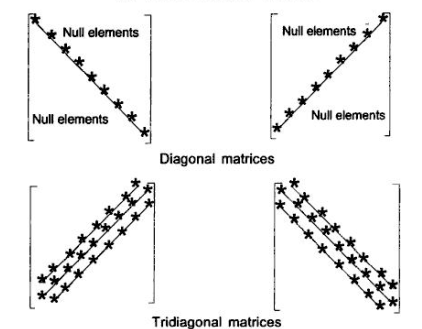 Null elements
Null elements
Null elements
Null elements
Diagonal matrices
Tridiagonal matrices